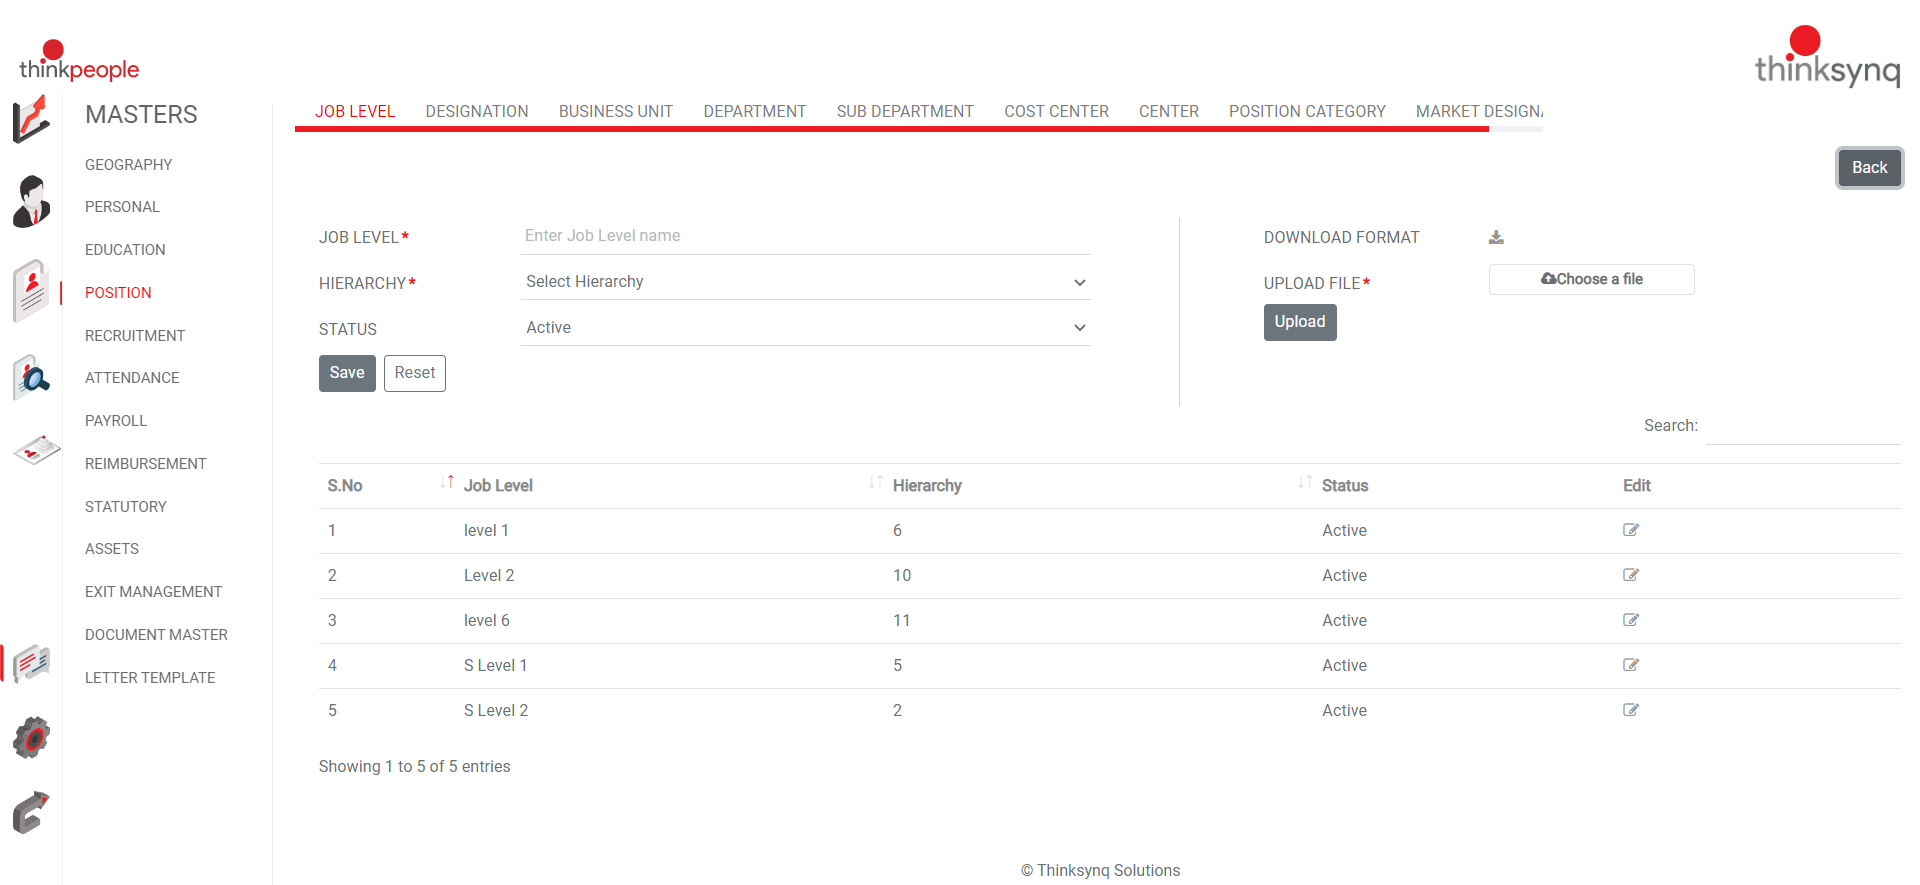 thinkpeople
thinksynq
MASTERS
GEOGRAPHY
PERSONAL
EDUCATION
POSITION
RECRUITMENT
ATTENDANCE
PAYROLL
REIMBURSEMENT
STATUTORY
ASSETS
EXIT MANAGEMENT
DOCUMENT MASTER
LETTER TEMPLATE
JOB LEVEL DESIGNATION BUSINESS UNIT DEPARTMENT SUB DEPARTMENT COST CENTER CENTER POSITION CATEGORY MARKET DESIGNA
Back
JOB LEVEL* Enter Job Level name
HIERARCHY* Select Hierarchy
STATUS Active
Save Reset
DOWNLOAD FORMAT
UPLOAD FILE* Choose a file
Upload
Search:
S.No Job Level Hierarchy Status Edit
1 level 1 6 Active
2 Level 2 10 Active
3 level 6 11 Active
4 S Level 1 5 Active
5 S Level 2 2 Active
Showing 1 to 5 of 5 entries
© Thinksynq Solutions